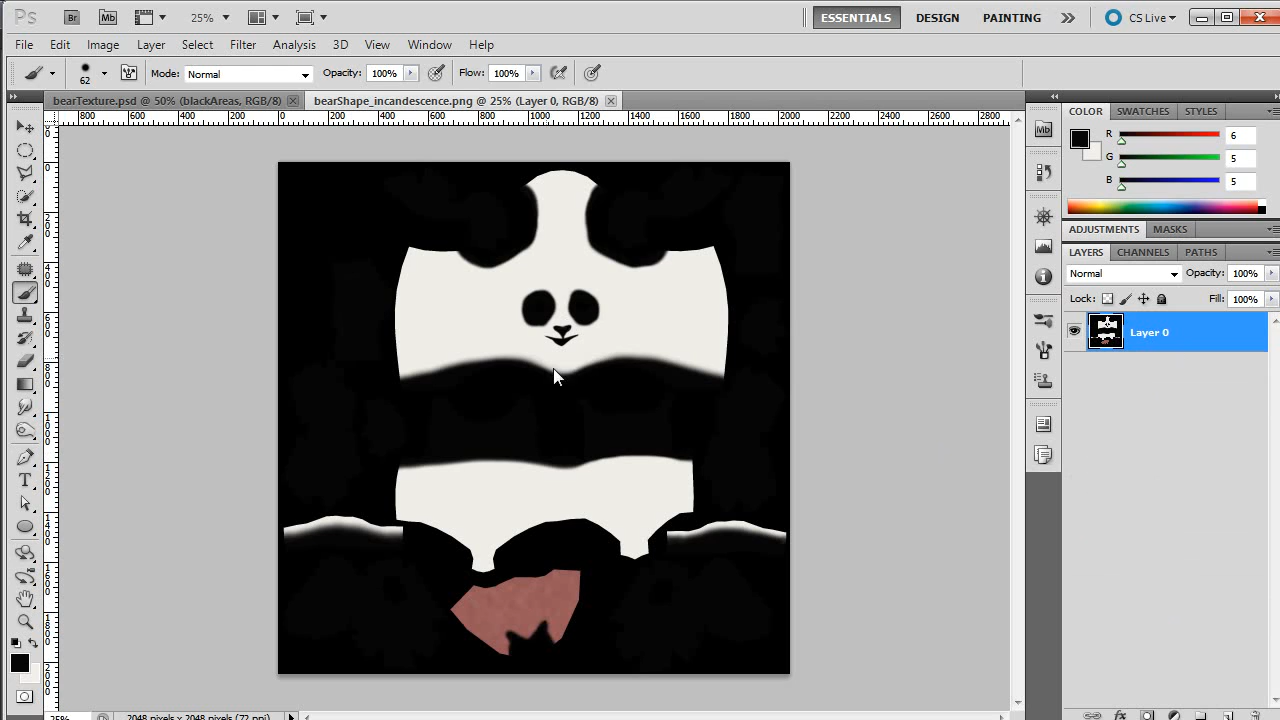 Ps Br Mb 25% ESSENTIALS DESIGN PAINTING CS Live
File Edit Image Layer Select Filter Analysis 3D View Window Help
62 Mode: Normal Opacity: 100% Flow: 100%
bearTexture.psd @ 50% (blackAreas, RGB/8) bearShape_incandescence.png @ 25% (Layer 0, RGB/8)
800 600 400 200 0 200 400 600 800 1000 1200 1400 1600 1800 2000 2200 2400 2600 2800
COLOR SWATCHES STYLES
Mb
R 6
G 5
B 5
ADJUSTMENTS MASKS
LAYERS CHANNELS PATHS
Normal Opacity: 100%
Lock: Fill: 100%
Layer 0
25% 2048 pixels x 2048 pixels (72 ppi)